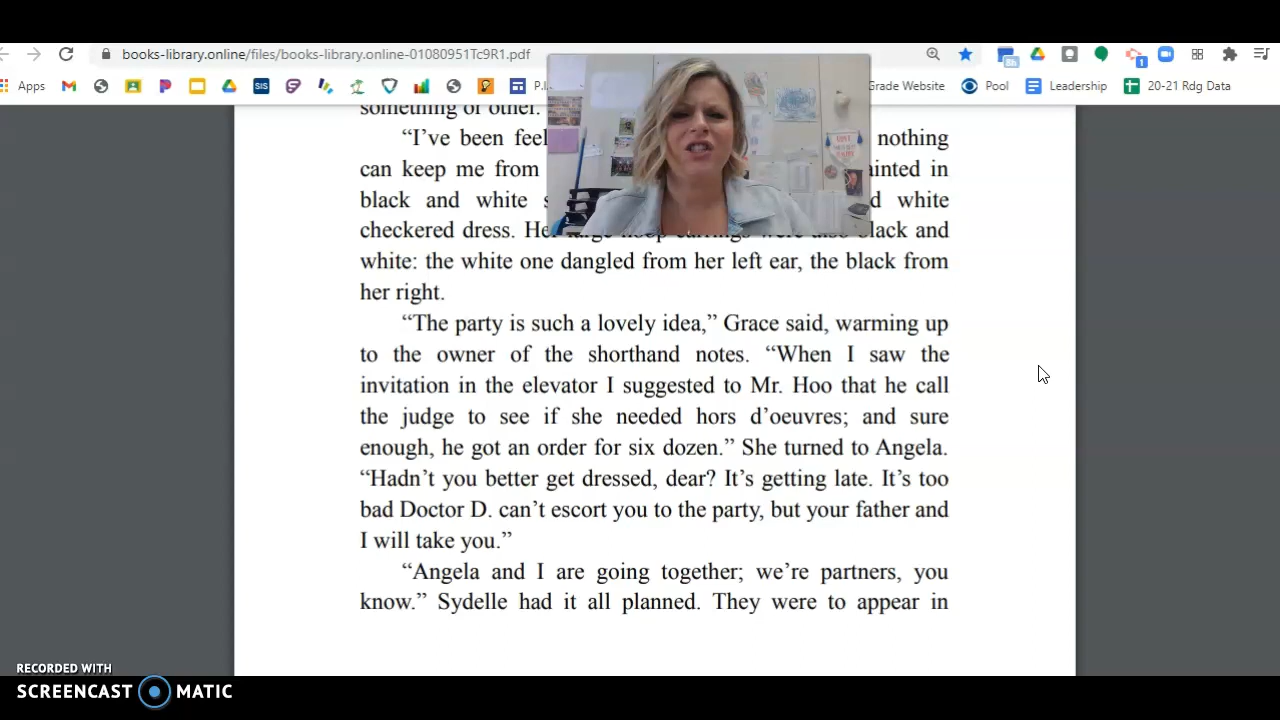 books-library.online/files/books-library.online-01080951Tc9R1.pdf
Apps
SIS
P.I.
Grade Website
Pool
Leadership
20-21 Rdg Data
something or other.
“I’ve been feel nothing
can keep me from ainted in
black and white s d white
checkered dress. Her large hoop earrings were also black and
white: the white one dangled from her left ear, the black from
her right.
“The party is such a lovely idea,” Grace said, warming up
to the owner of the shorthand notes. “When I saw the
invitation in the elevator I suggested to Mr. Hoo that he call
the judge to see if she needed hors d’oeuvres; and sure
enough, he got an order for six dozen.” She turned to Angela.
“Hadn’t you better get dressed, dear? It’s getting late. It’s too
bad Doctor D. can’t escort you to the party, but your father and
I will take you.”
“Angela and I are going together; we’re partners, you
know.” Sydelle had it all planned. They were to appear in
RECORDED WITH
SCREENCAST MATIC